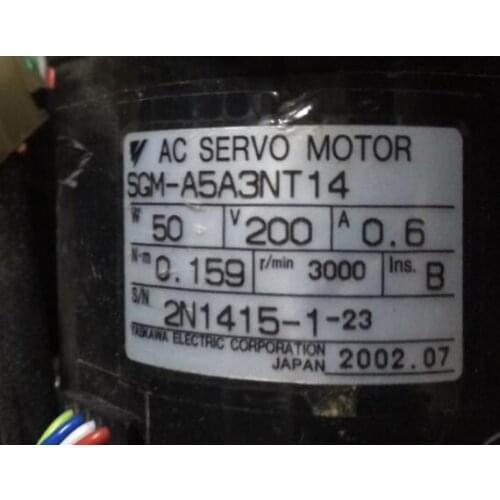 AC SERVO MOTOR
SGM-A5A3NT14
W 50 V 200 A 0.6
N·m 0.159 r/min 3000 Ins. B
S/N 2N1415-1-23
YASKAWA ELECTRIC CORPORATION
JAPAN 2002.07